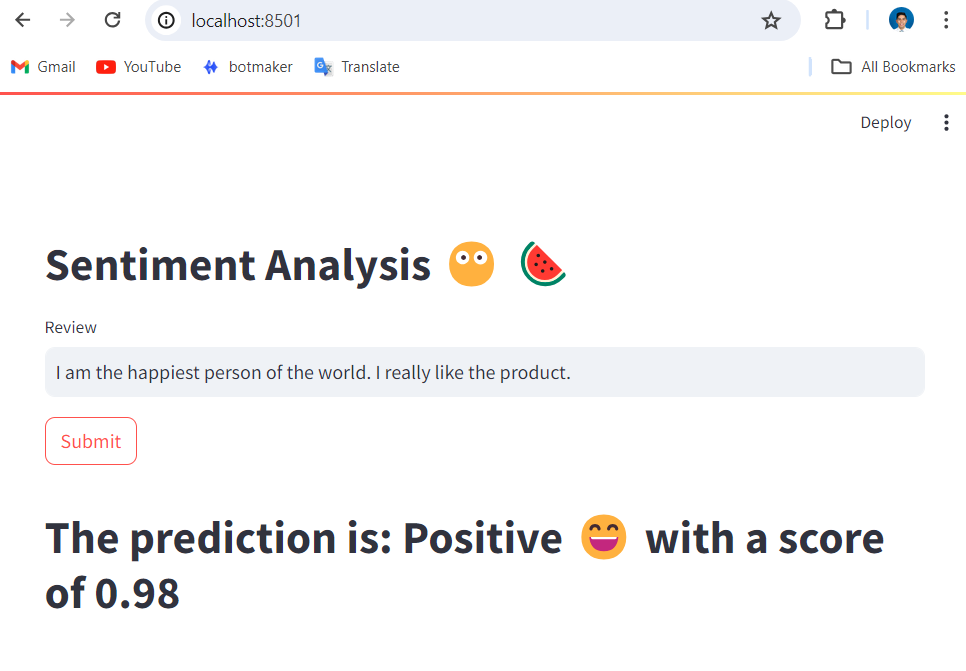 localhost:8501
Gmail YouTube botmaker Translate All Bookmarks
Deploy
Sentiment Analysis 😶 🍉
Review
I am the happiest person of the world. I really like the product.
Submit
The prediction is: Positive 😄 with a score
of 0.98